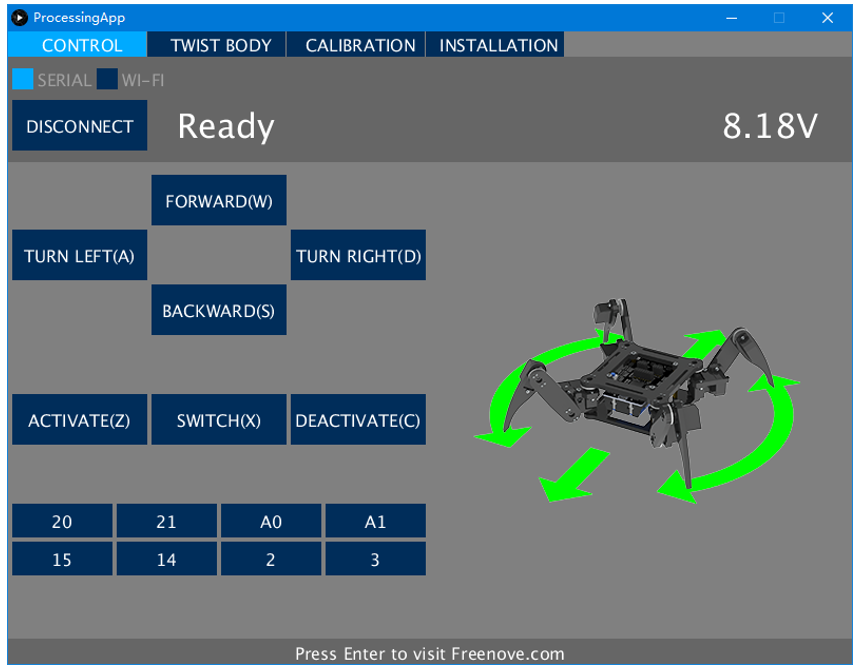 ProcessingApp
CONTROL TWIST BODY CALIBRATION INSTALLATION
SERIAL WI-FI
DISCONNECT Ready 8.18V
FORWARD(W)
TURN LEFT(A) TURN RIGHT(D)
BACKWARD(S)
ACTIVATE(Z) SWITCH(X) DEACTIVATE(C)
20 21 A0 A1
15 14 2 3
Press Enter to visit Freenove.com